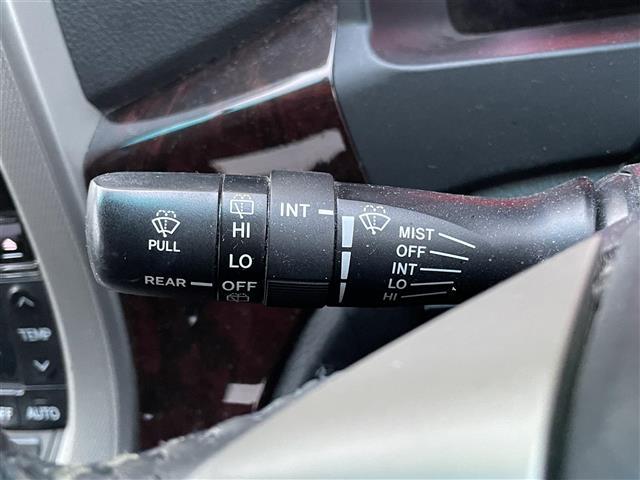 PULL
REAR
HI
LO
OFF
INT
MIST
OFF
INT
LO
HI
TEMP
AUTO